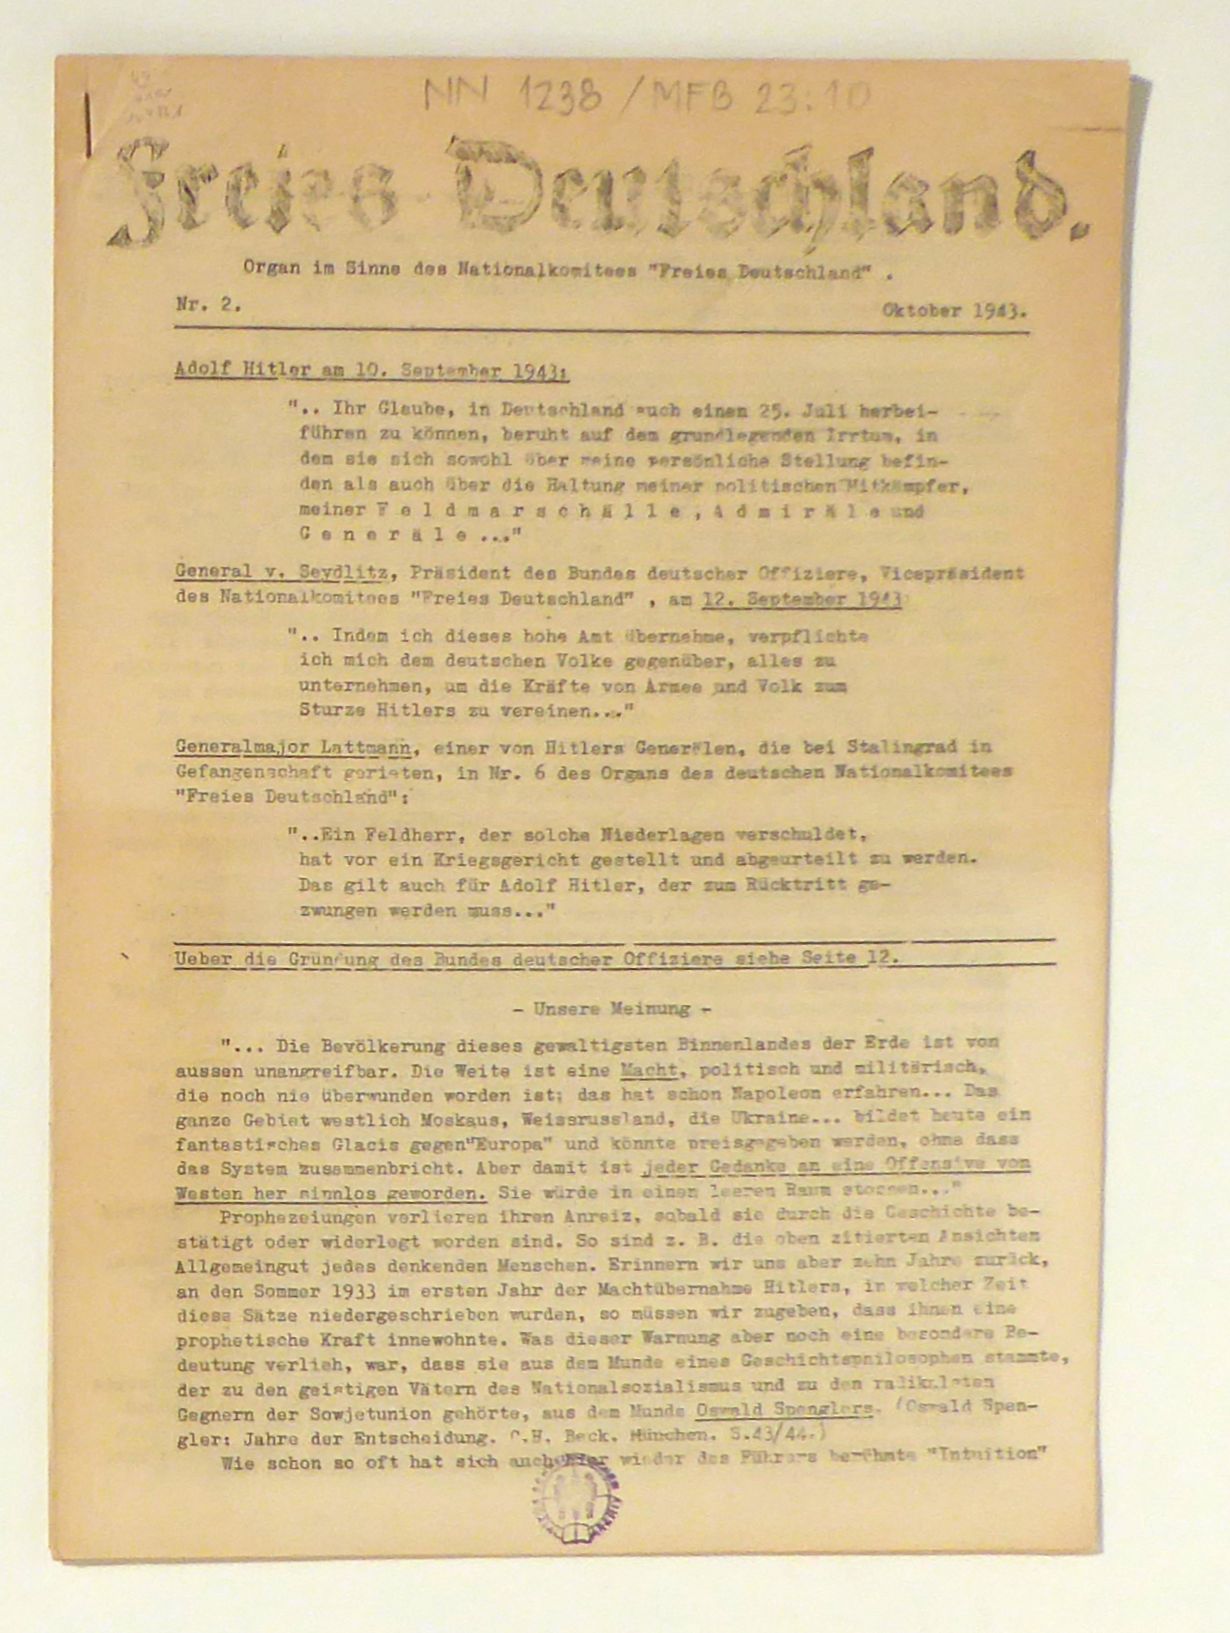 NN 1238 / MFB 23:10
Freies Deutschland.
Organ im Sinne des Nationalkomitees "Freies Deutschland" .
Nr. 2.
Oktober 1943.
Adolf Hitler am 10. September 1943:
".. Ihr Glaube, in Deutschland auch einen 25. Juli herbei-
führen zu können, beruht auf dem grundlegenden Irrtum, in
dem sie sich sowohl über meine persönliche Stellung befin-
den als auch über die Haltung meiner politischen Mitkämpfer,
meiner F e l d m a r s c h ä l l e , A d m i r ä l e und
G e n e r ä l e ..."
General v. Seydlitz, Präsident des Bundes deutscher Offiziere, Vicepräsident
des Nationalkomitees "Freies Deutschland" , am 12. September 1943
".. Indem ich dieses hohe Amt übernehme, verpflichte
ich mich dem deutschen Volke gegenüber, alles zu
unternehmen, um die Kräfte von Armee und Volk zum
Sturze Hitlers zu vereinen..."
Generalmajor Lattmann, einer von Hitlers Generälen, die bei Stalingrad in
Gefangenschaft gerieten, in Nr. 6 des Organs des deutschen Nationalkomitees
"Freies Deutschland":
"..Ein Feldherr, der solche Niederlagen verschuldet,
hat vor ein Kriegsgericht gestellt und abgeurteilt zu werden.
Das gilt auch für Adolf Hitler, der zum Rücktritt ge-
zwungen werden muss..."
Ueber die Gründung des Bundes deutscher Offiziere siehe Seite 12.
- Unsere Meinung -
"... Die Bevölkerung dieses gewaltigsten Binnenlandes der Erde ist von
aussen unangreifbar. Die Weite ist eine Macht, politisch und militärisch,
die noch nie überwunden worden ist; das hat schon Napoleon erfahren... Das
ganze Gebiet westlich Moskaus, Weissrussland, die Ukraine... bildet heute ein
fantastisches Glacis gegen "Europa" und könnte preisgegeben werden, ohne dass
das System zusammenbricht. Aber damit ist jeder Gedanke an eine Offensive von
Westen her sinnlos geworden. Sie würde in einen leeren Raum stossen..."
Prophezeiungen verlieren ihren Anreiz, sobald sie durch die Geschichte be-
stätigt oder widerlegt worden sind. So sind z. B. die oben zitierten Ansichten
Allgemeingut jedes denkenden Menschen. Erinnern wir uns aber zehn Jahre zurück,
an den Sommer 1933 im ersten Jahr der Machtübernahme Hitlers, in welcher Zeit
diese Sätze niedergeschrieben wurden, so müssen wir zugeben, dass ihnen eine
prophetische Kraft innewohnte. Was dieser Warnung aber noch eine besondere Be-
deutung verlieh, war, dass sie aus dem Munde eines Geschichtsphilosophen stammte,
der zu den geistigen Vätern des Nationalsozialismus und zu den radikalsten
Gegnern der Sowjetunion gehörte, aus dem Munde Oswald Spenglers. (Oswald Spen-
gler: Jahre der Entscheidung. C.H. Beck. München. S.43/44.)
Wie schon so oft hat sich auch hier wieder des Führers berühmte "Intuition"